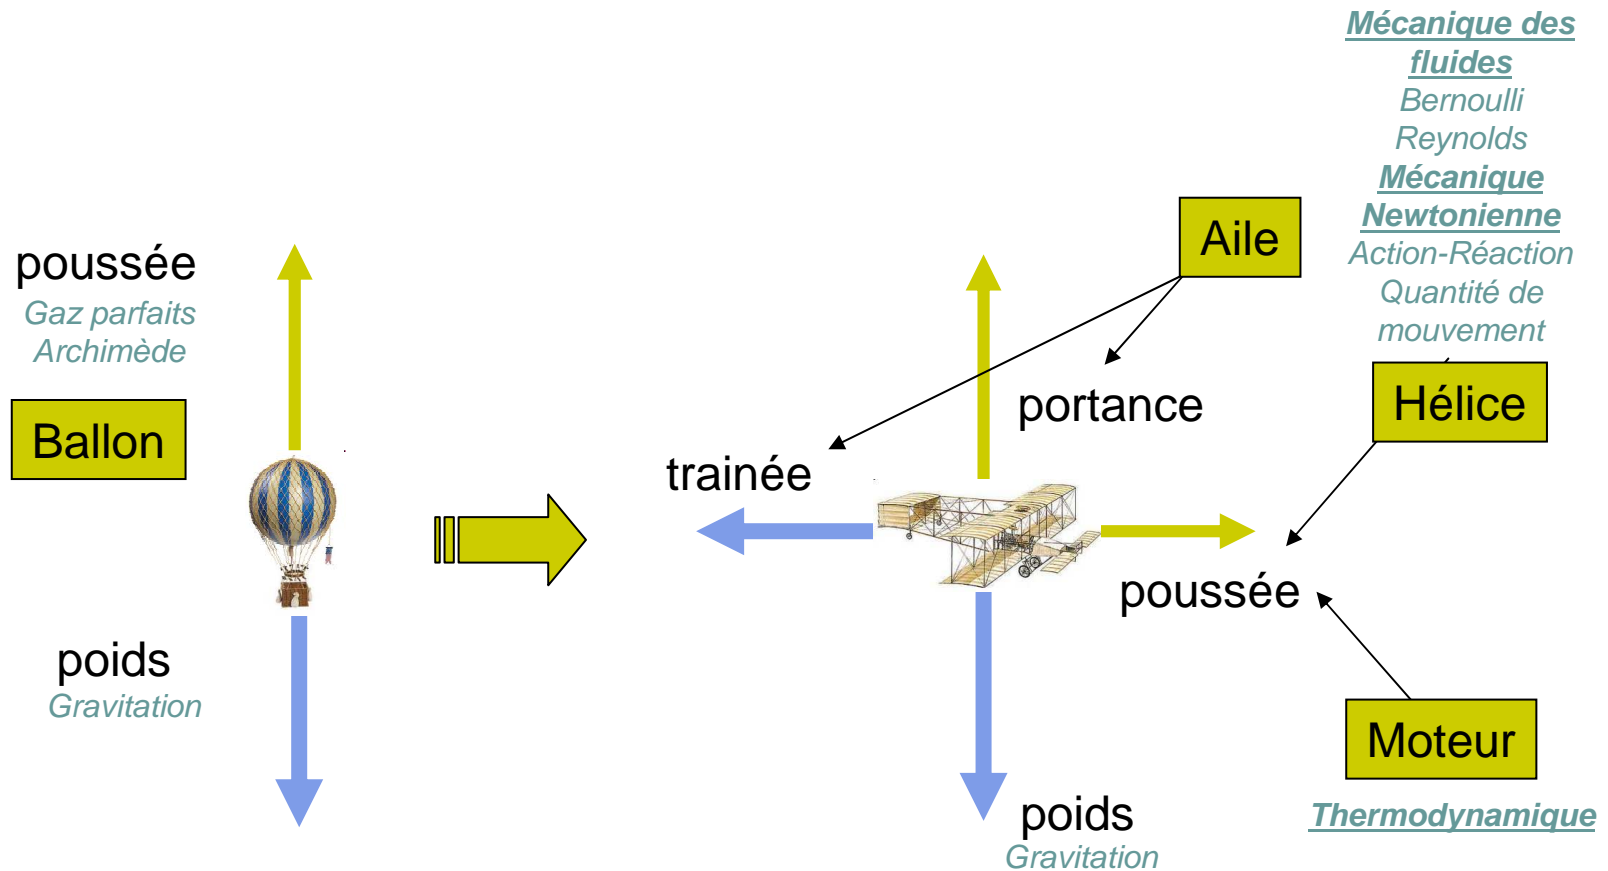 Mécanique des
fluides
Bernoulli
Reynolds
Mécanique
Newtonienne
Action-Réaction
Quantité de
mouvement
Aile
poussée
Gaz parfaits
Archimède
Ballon
portance
Hélice
trainée
poussée
poids
Gravitation
Moteur
Thermodynamique
poids
Gravitation